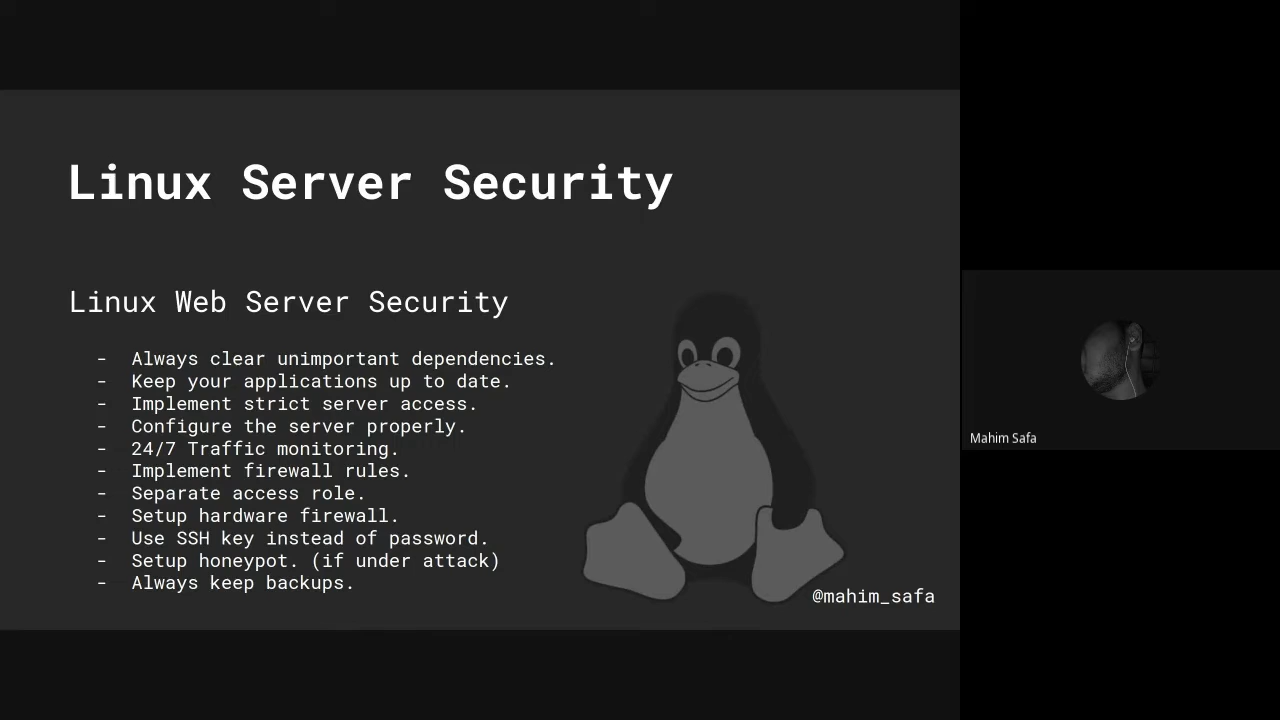 Linux Server Security
Linux Web Server Security
- Always clear unimportant dependencies.
- Keep your applications up to date.
- Implement strict server access.
- Configure the server properly.
- 24/7 Traffic monitoring.
- Implement firewall rules.
- Separate access role.
- Setup hardware firewall.
- Use SSH key instead of password.
- Setup honeypot. (if under attack)
- Always keep backups.
@mahim_safa
Mahim Safa